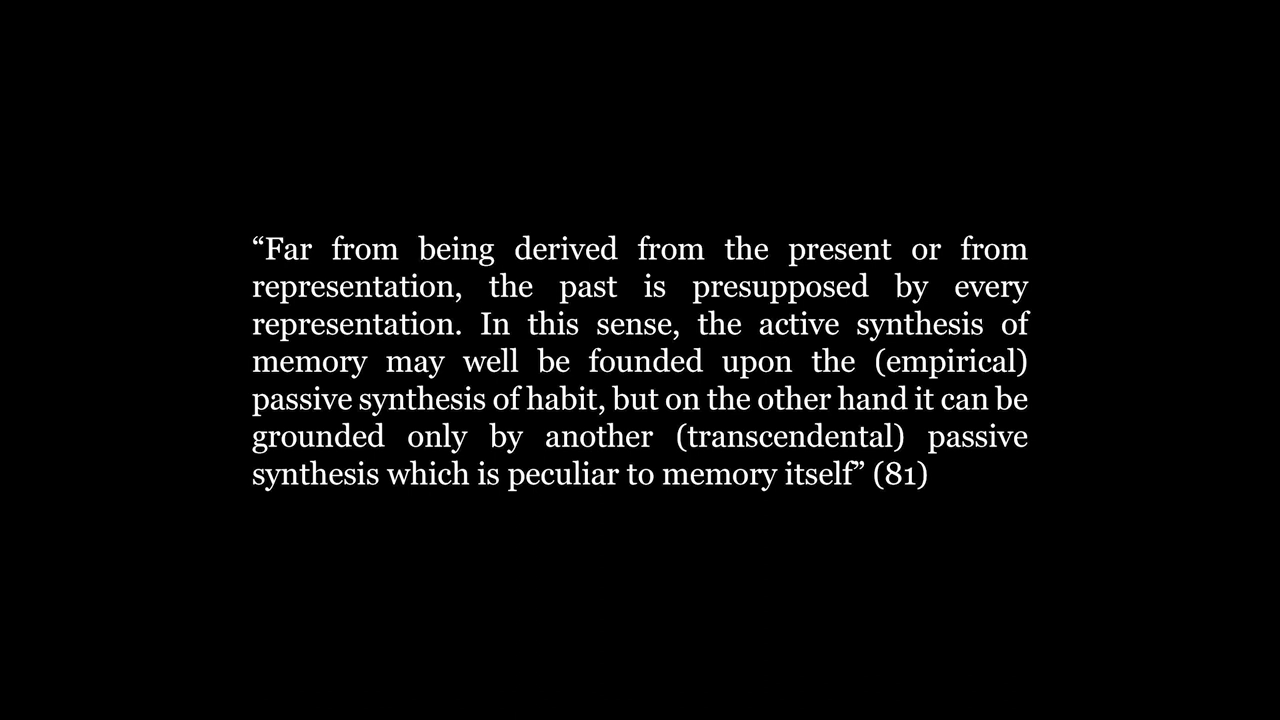 “Far from being derived from the present or from
representation, the past is presupposed by every
representation. In this sense, the active synthesis of
memory may well be founded upon the (empirical)
passive synthesis of habit, but on the other hand it can be
grounded only by another (transcendental) passive
synthesis which is peculiar to memory itself” (81)